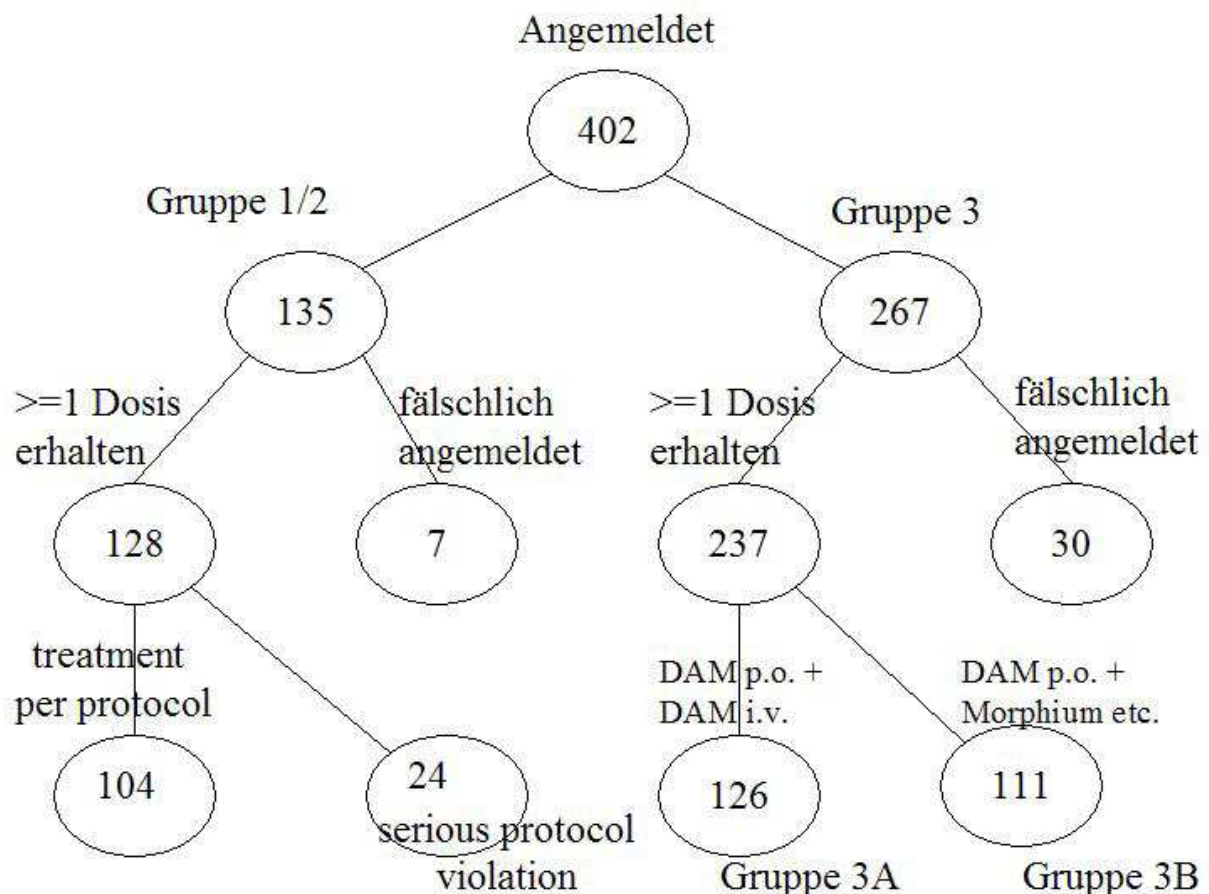 Angemeldet
402
Gruppe 1/2
Gruppe 3
135
267
>=1 Dosis
erhalten
fälschlich
angemeldet
>=1 Dosis
erhalten
fälschlich
angemeldet
128
7
237
30
treatment
per protocol
DAM p.o. +
DAM i.v.
DAM p.o. +
Morphium etc.
104
24
126
111
serious protocol
violation
Gruppe 3A
Gruppe 3B